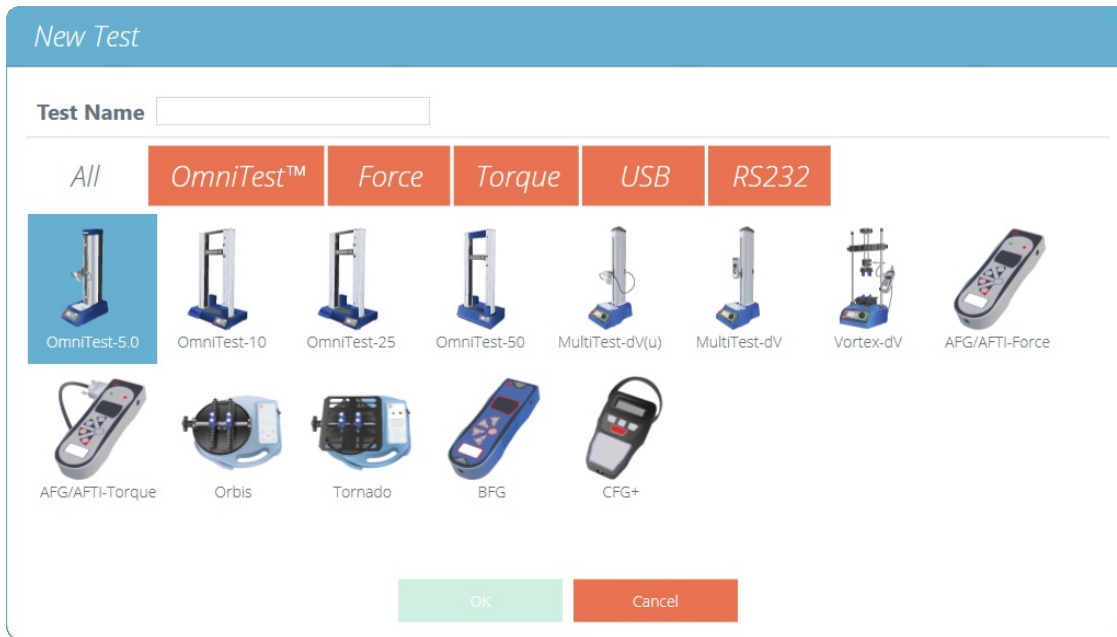 New Test
Test Name
All OmniTest™ Force Torque USB RS232
OmniTest-5.0 OmniTest-10 OmniTest-25 OmniTest-50 MultiTest-dV(u) MultiTest-dV Vortex-dV AFG/AFTI-Force
AFG/AFTI-Torque Orbis Tornado BFG CFG+
OK Cancel